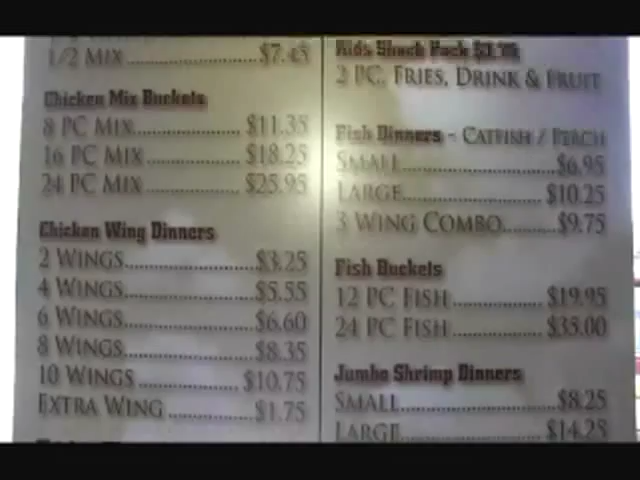 1/2 Mix $7.45
Chicken Mix Buckets
8 PC Mix $11.35
16 PC Mix $18.25
24 PC Mix $25.95
Chicken Wing Dinners
2 Wings $3.25
4 Wings $5.55
6 Wings $6.60
8 Wings $8.35
10 Wings $10.75
Extra Wing $1.75
Kids Shack Pack
2 PC, Fries, Drink & Fruit
Fish Dinners - Catfish / Perch
Small $6.95
Large $10.25
3 Wing Combo $9.75
Fish Buckets
12 PC Fish $19.95
24 PC Fish $35.00
Jumbo Shrimp Dinners
Small $8.25
Large $14.25